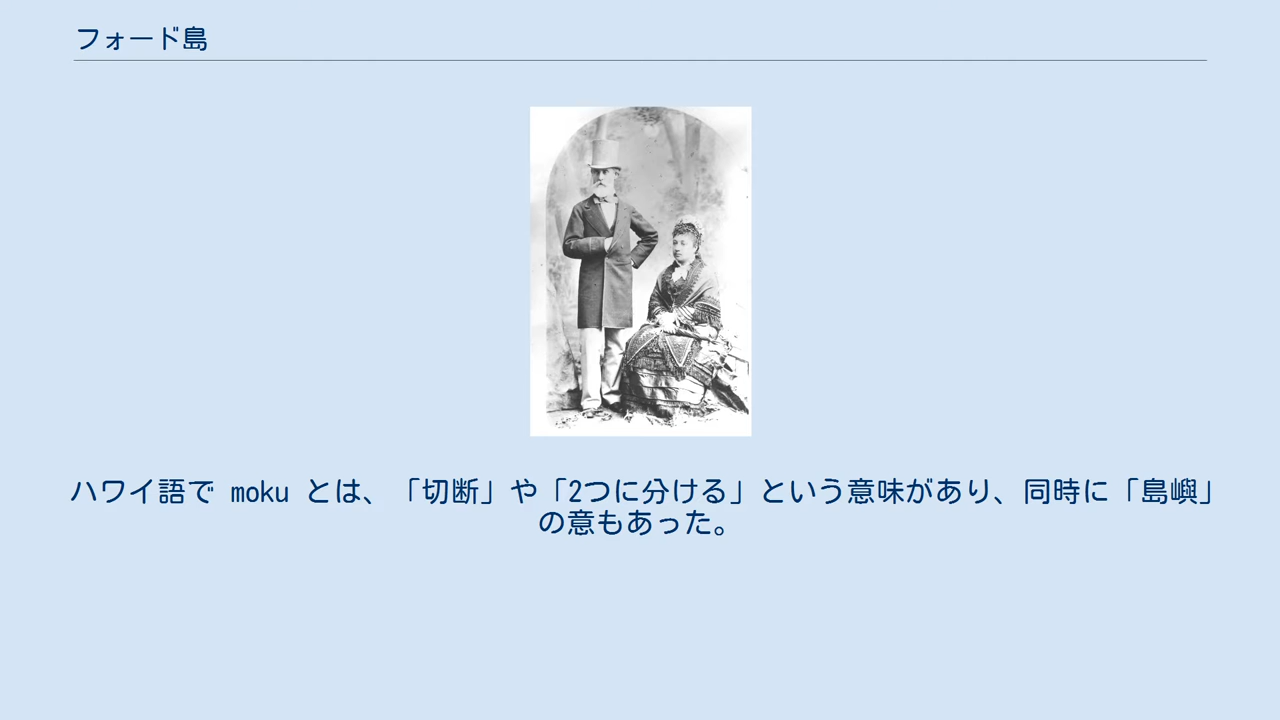 フォード島
ハワイ語で moku とは、「切断」や「2つに分ける」という意味があり、同時に「島嶼」
の意もあった。